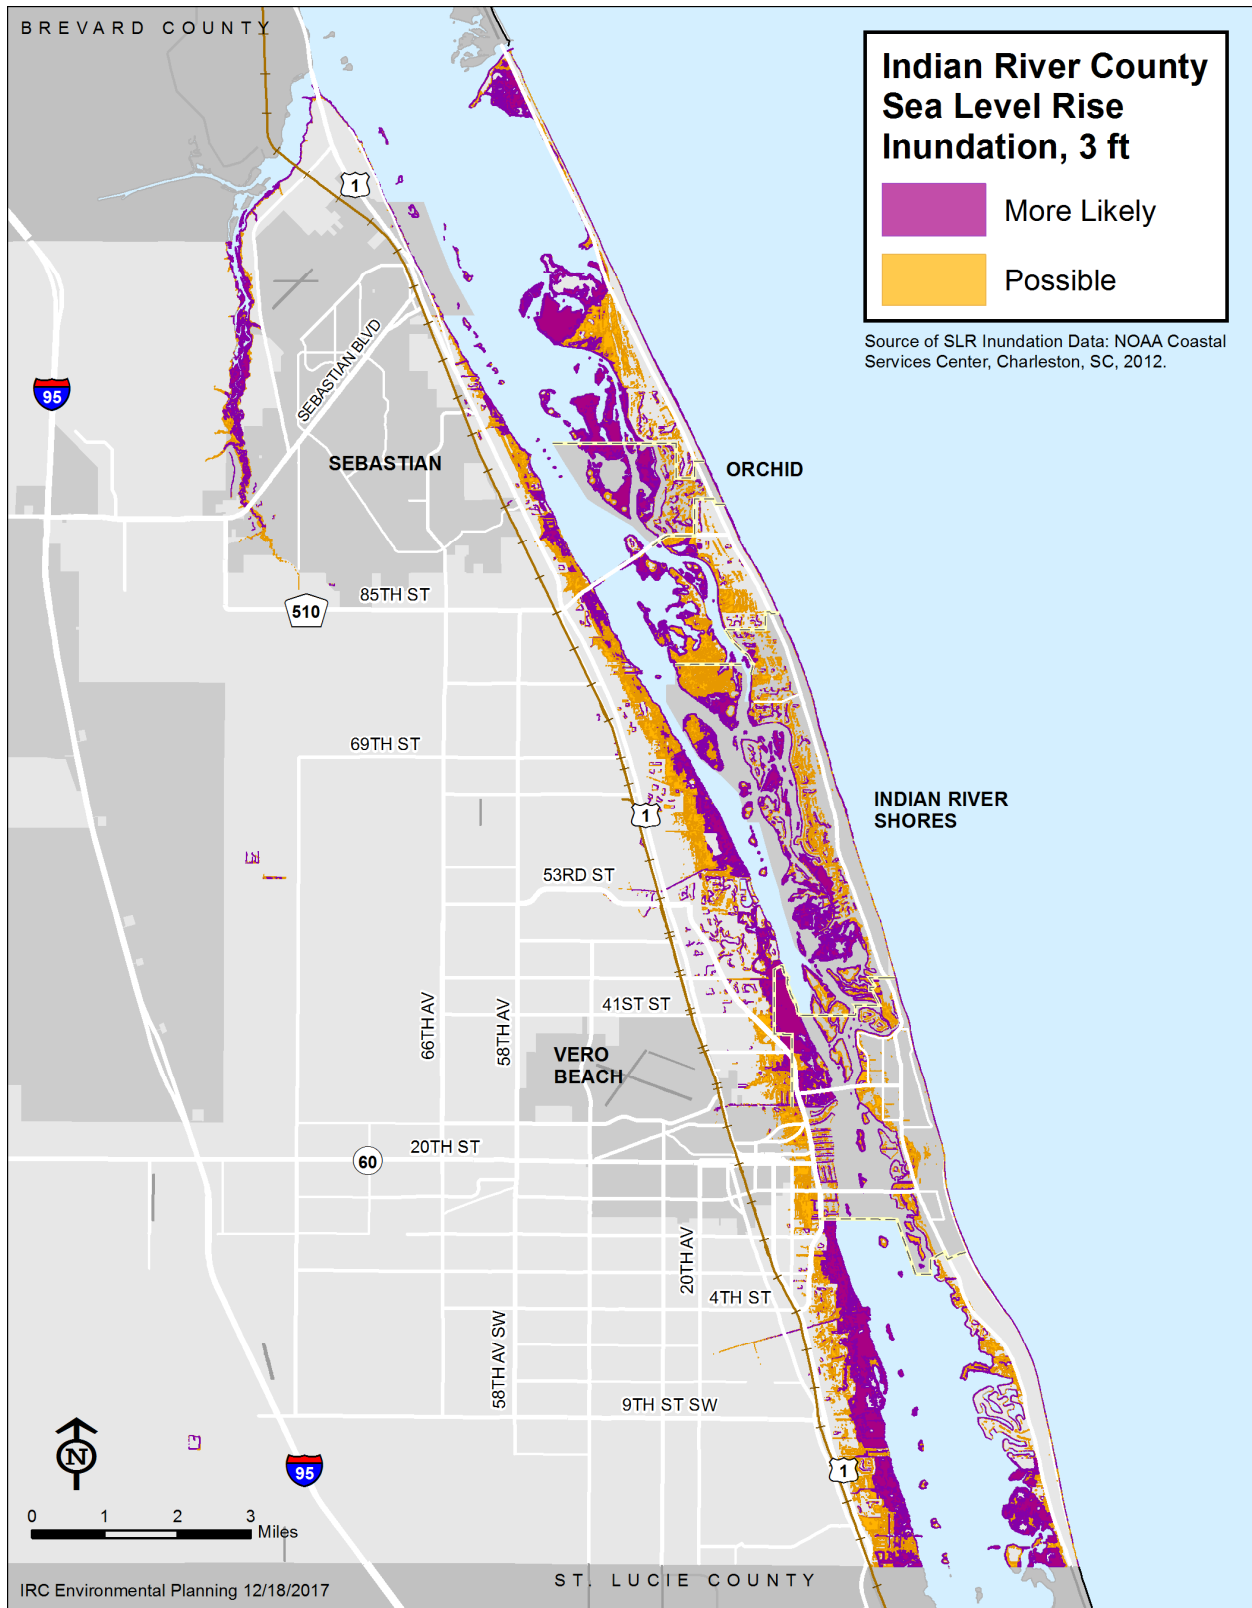 BREVARD COUNTY
Indian River County
Sea Level Rise
Inundation, 3 ft
More Likely
Possible
Source of SLR Inundation Data: NOAA Coastal
Services Center, Charleston, SC, 2012.
1
95
SEBASTIAN BLVD
SEBASTIAN
ORCHID
510
85TH ST
69TH ST
1
INDIAN RIVER
SHORES
53RD ST
66TH AV
58TH AV
41ST ST
VERO
BEACH
60
20TH ST
20TH AV
4TH ST
58TH AV SW
9TH ST SW
N
95
1
0 1 2 3
Miles
ST. LUCIE COUNTY
IRC Environmental Planning 12/18/2017